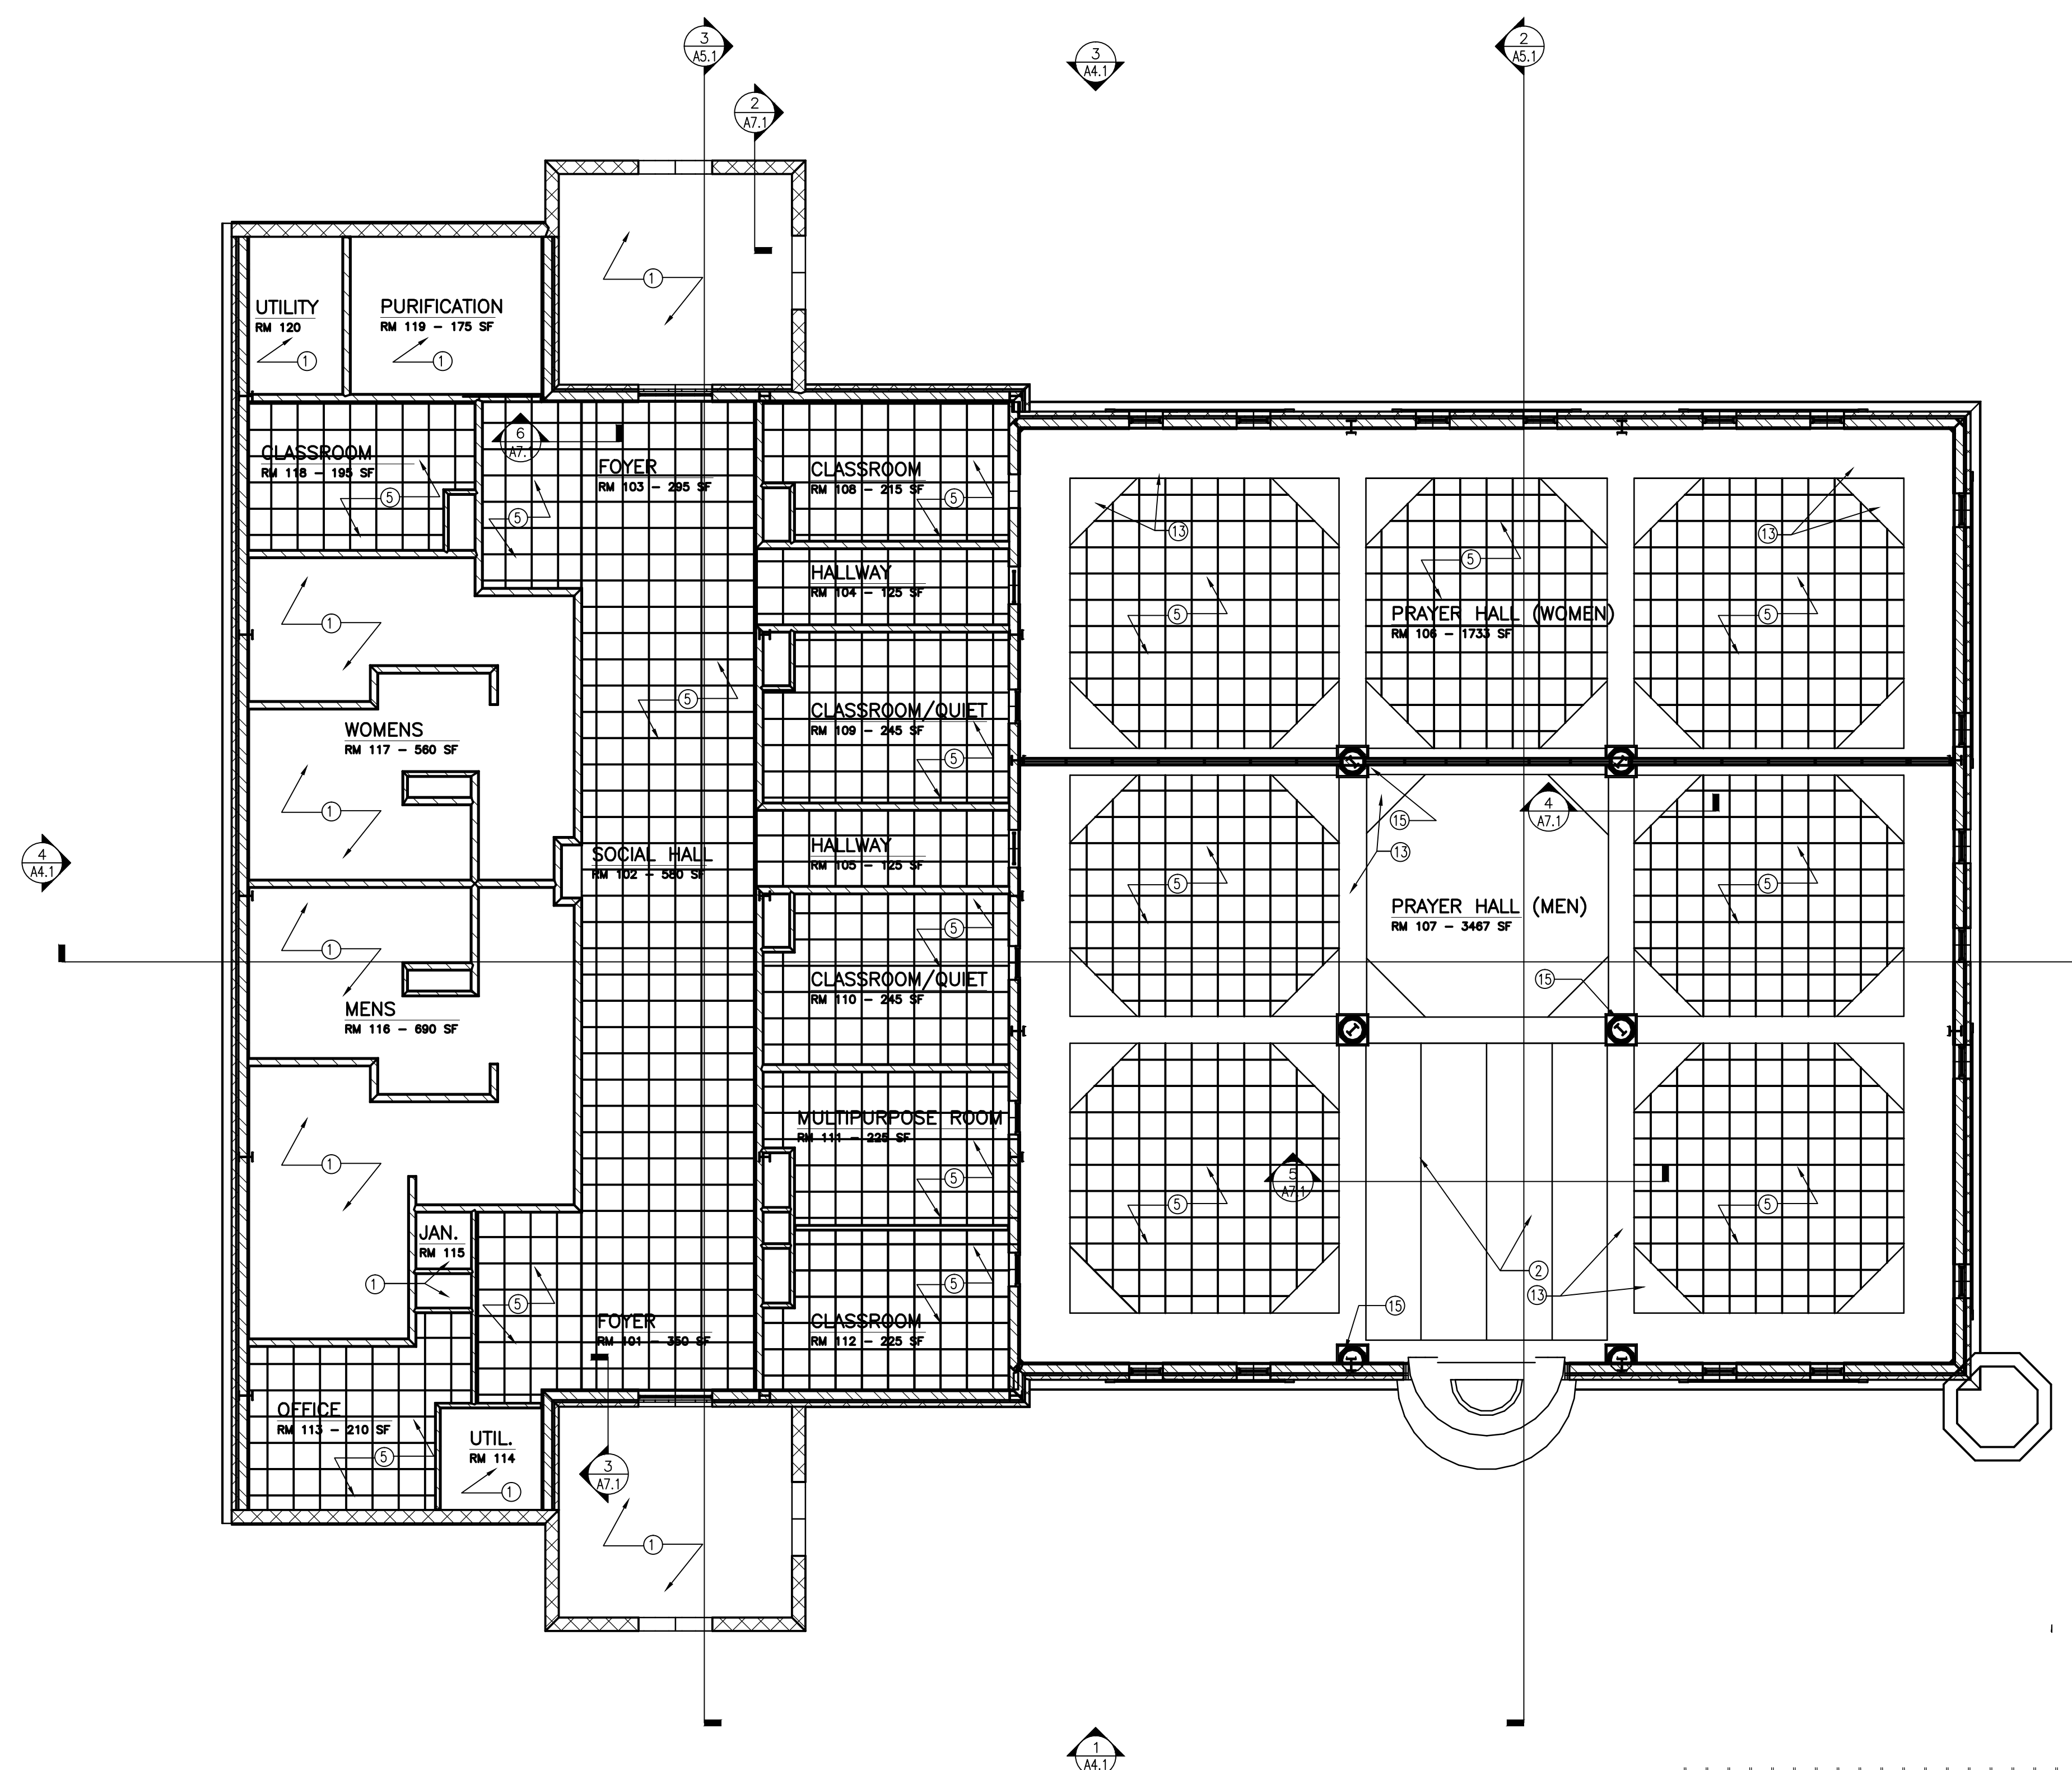 3
A5.1
2
A5.1
3
A4.1
2
A7.1
1
UTILITY
RM 120
1
PURIFICATION
RM 119 - 175 SF
1
CLASSROOM
RM 118 - 195 SF
5
6
A7.1
FOYER
RM 103 - 295 SF
5
CLASSROOM
RM 108 - 215 SF
5
HALLWAY
RM 104 - 125 SF
13
5
13
5
PRAYER HALL (WOMEN)
RM 106 - 1733 SF
5
1
5
CLASSROOM/QUIET
RM 109 - 245 SF
5
WOMENS
RM 117 - 560 SF
1
4
A4.1
SOCIAL HALL
RM 102 - 580 SF
HALLWAY
RM 105 - 125 SF
15
13
4
A7.1
5
PRAYER HALL (MEN)
RM 107 - 3467 SF
5
1
5
CLASSROOM/QUIET
RM 110 - 245 SF
15
MENS
RM 116 - 690 SF
1
MULTIPURPOSE ROOM
RM 111 - 225 SF
5
5
5
A7.1
5
JAN.
RM 115
1
5
5
2
13
15
FOYER
RM 101 - 350 SF
CLASSROOM
RM 112 - 225 SF
OFFICE
RM 113 - 210 SF
5
UTIL.
RM 114
1
3
A7.1
1
1
A4.1